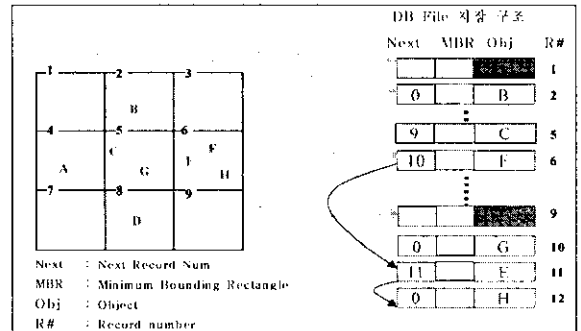 DB File 저장 구조
Next MBR Obj R#
1
0 B 2
9 C 5
10 F 6
9
0 G 10
11 E 11
0 H 12
1 2 3
B
4 5 6
A C G F H
7 8 9
D
Next : Next Record Num
MBR : Minimum Bounding Rectangle
Obj : Object
R# : Record number